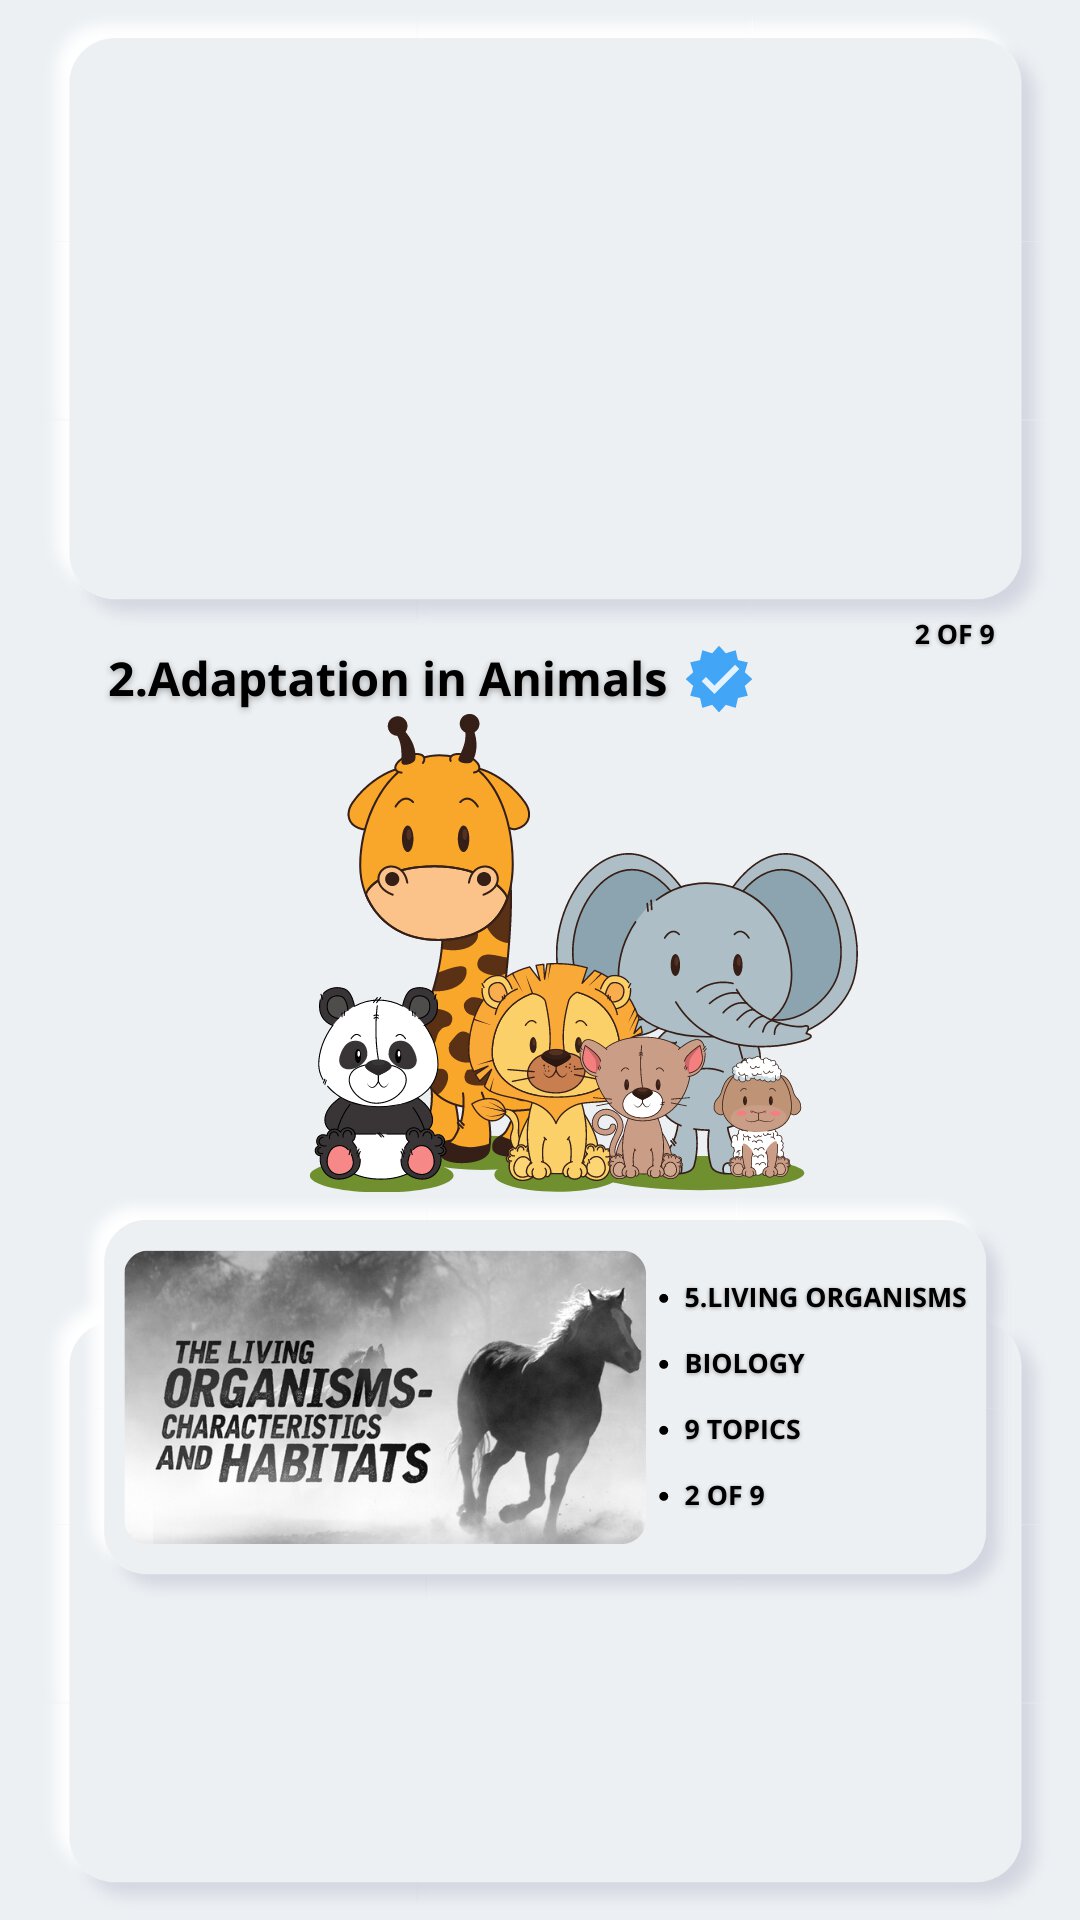 2 OF 9
2.Adaptation in Animals
THE LIVING
ORGANISMS-
CHARACTERISTICS
AND HABITATS
• 5.LIVING ORGANISMS
• BIOLOGY
• 9 TOPICS
• 2 OF 9